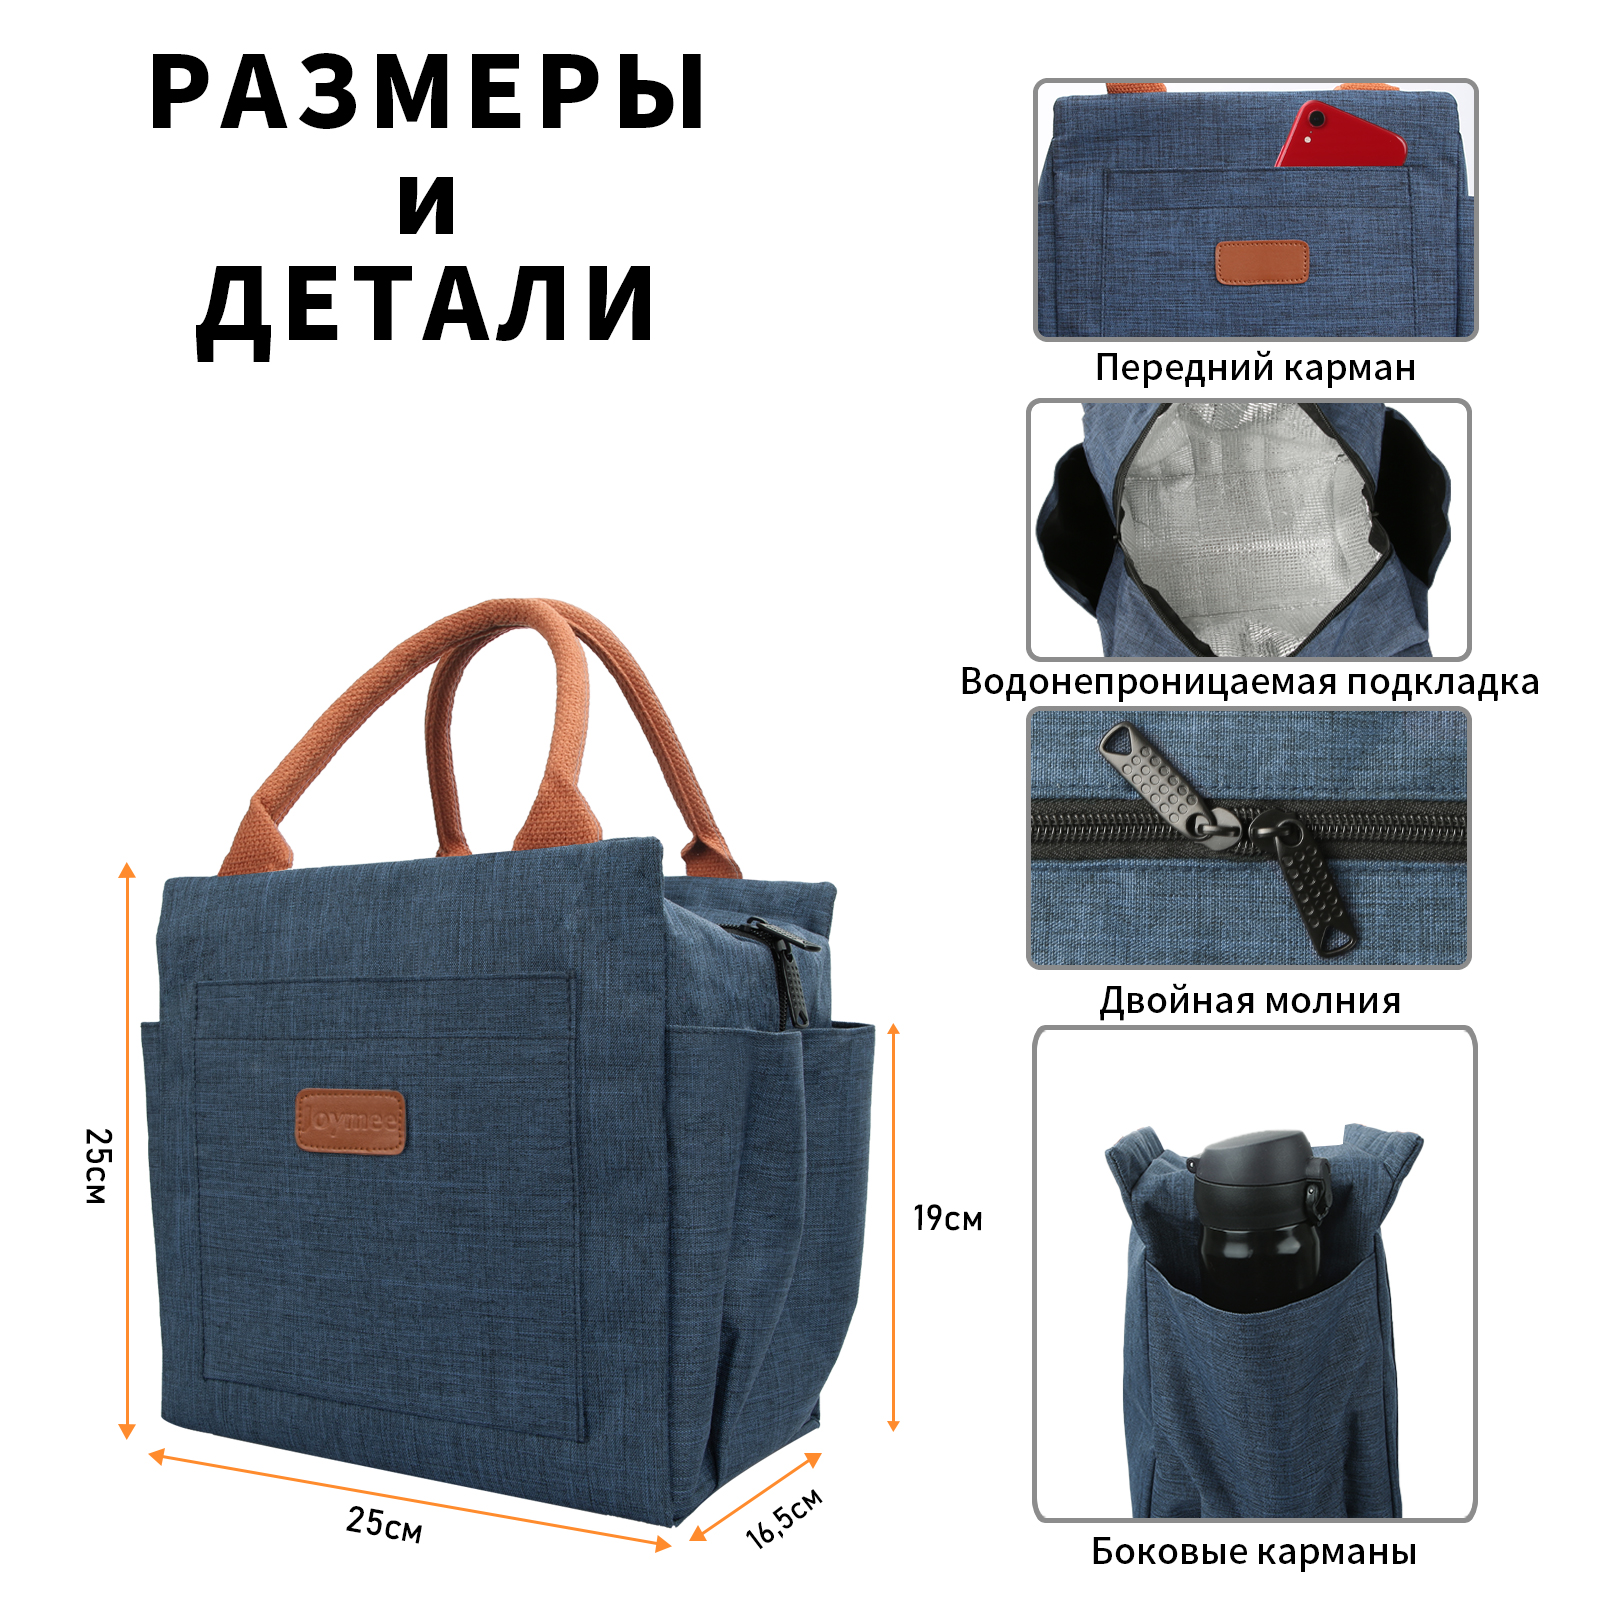 РАЗМЕРЫ
и
ДЕТАЛИ
Передний карман
Водонепроницаемая подкладка
Двойная молния
Боковые карманы
Joymee
25см
19см
25см
16,5см